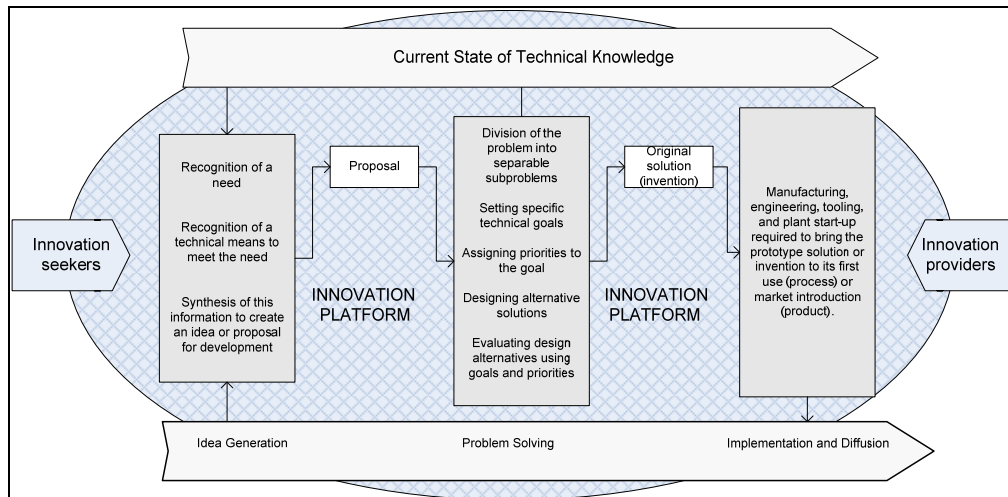 Current State of Technical Knowledge
Innovation
seekers
Recognition of a
need
Recognition of a
technical means to
meet the need
Synthesis of this
information to create
an idea or proposal
for development
Proposal
INNOVATION
PLATFORM
Division of the
problem into
separable
subproblems
Setting specific
technical goals
Assigning priorities to
the goal
Designing alternative
solutions
Evaluating design
alternatives using
goals and priorities
Original
solution
(invention)
INNOVATION
PLATFORM
Manufacturing,
engineering, tooling,
and plant start-up
required to bring the
prototype solution or
invention to its first
use (process) or
market introduction
(product).
Innovation
providers
Idea Generation
Problem Solving
Implementation and Diffusion